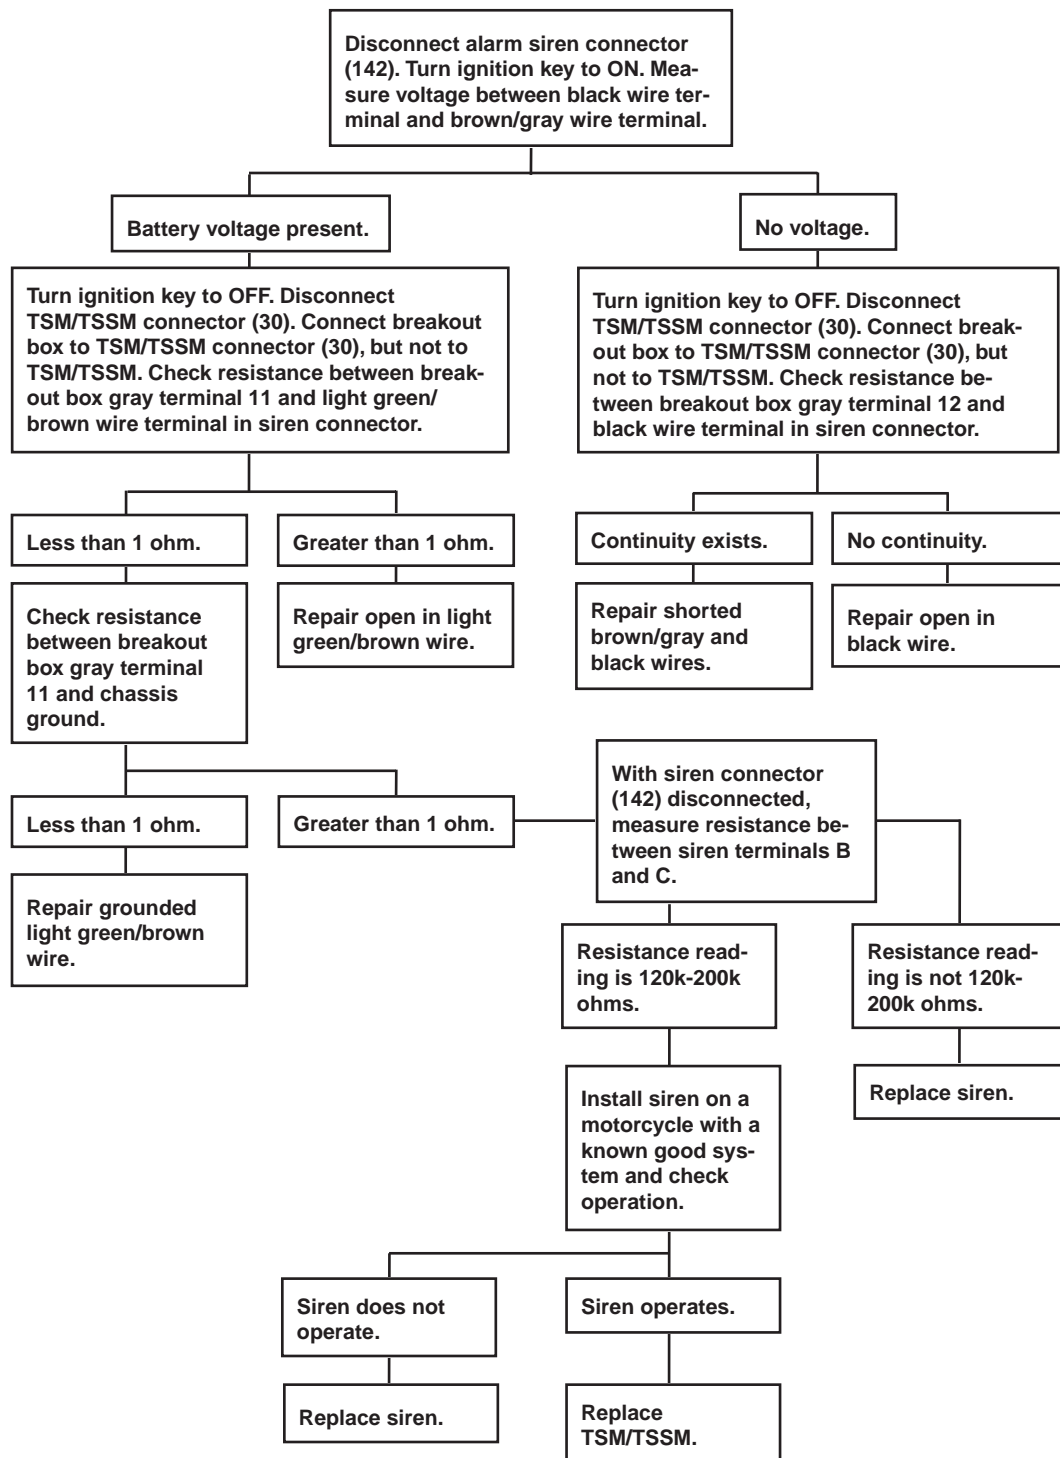 Disconnect alarm siren connector
(142). Turn ignition key to ON. Mea-
sure voltage between black wire ter-
minal and brown/gray wire terminal.
Battery voltage present.
No voltage.
Turn ignition key to OFF. Disconnect
TSM/TSSM connector (30). Connect breakout
box to TSM/TSSM connector (30), but not to
TSM/TSSM. Check resistance between break-
out box gray terminal 11 and light green/
brown wire terminal in siren connector.
Turn ignition key to OFF. Disconnect
TSM/TSSM connector (30). Connect break-
out box to TSM/TSSM connector (30), but
not to TSM/TSSM. Check resistance be-
tween breakout box gray terminal 12 and
black wire terminal in siren connector.
Less than 1 ohm.
Greater than 1 ohm.
Continuity exists.
No continuity.
Check resistance
between breakout
box gray terminal
11 and chassis
ground.
Repair open in light
green/brown wire.
Repair shorted
brown/gray and
black wires.
Repair open in
black wire.
Less than 1 ohm.
Greater than 1 ohm.
With siren connector
(142) disconnected,
measure resistance be-
tween siren terminals B
and C.
Repair grounded
light green/brown
wire.
Resistance read-
ing is 120k-200k
ohms.
Resistance read-
ing is not 120k-
200k ohms.
Install siren on a
motorcycle with a
known good sys-
tem and check
operation.
Replace siren.
Siren does not
operate.
Siren operates.
Replace siren.
Replace
TSM/TSSM.